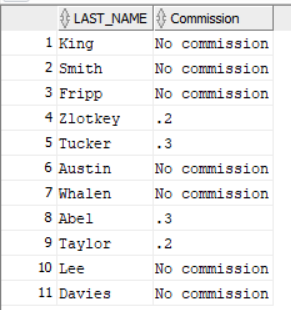 LAST_NAME Commission
1 King No commission
2 Smith No commission
3 Fripp No commission
4 Zlotkey .2
5 Tucker .3
6 Austin No commission
7 Whalen No commission
8 Abel .3
9 Taylor .2
10 Lee No commission
11 Davies No commission